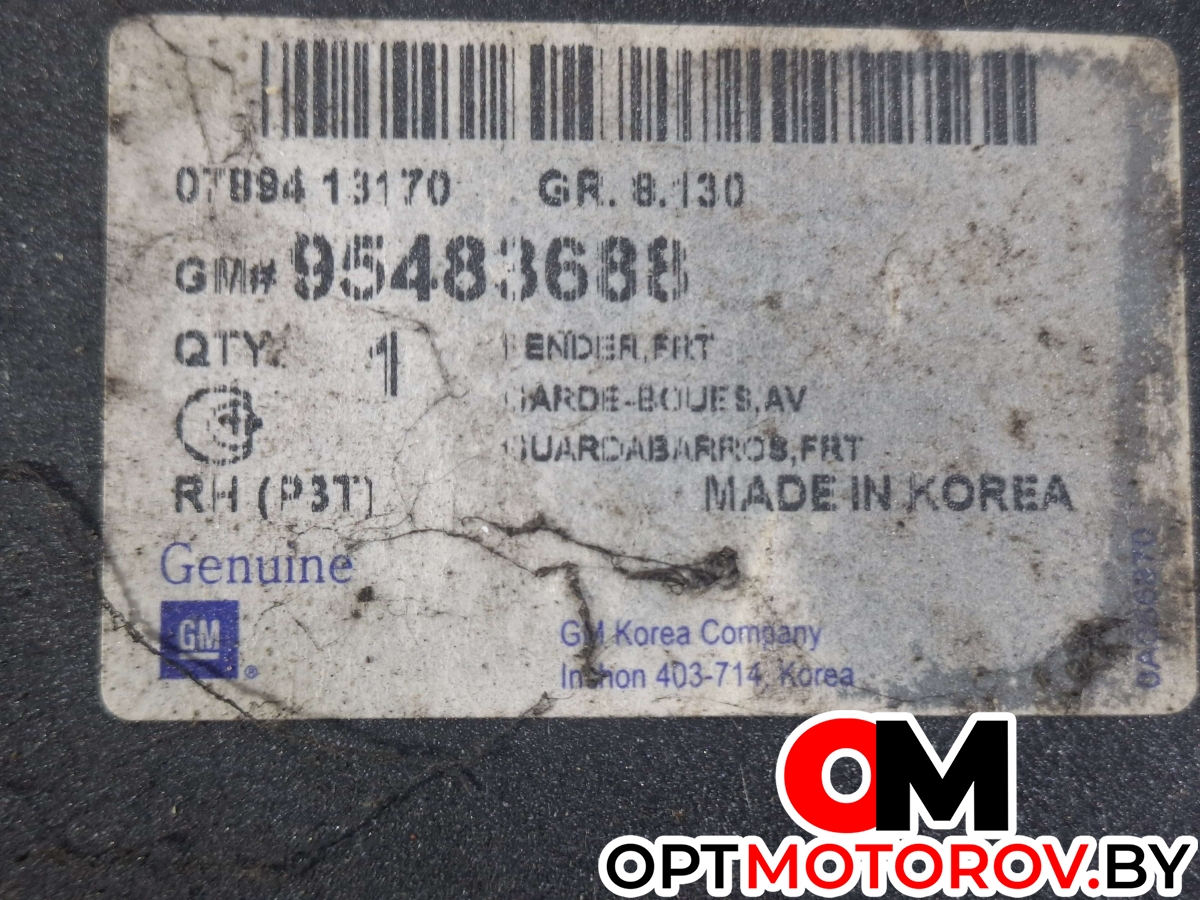 07894 13170 GR. 8.130
GM# 95483688
QTY. 1
FENDER,FRT
GARDE-BOUES,AV
GUARDABARROS,FRT
RH (P3T)
MADE IN KOREA
Genuine
GM ®
GM Korea Company
Inchon 403-714, Korea
OM
OPTMOTOROV.BY